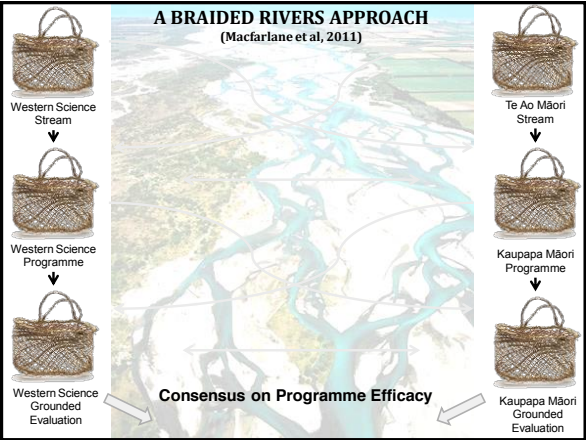 A BRAIDED RIVERS APPROACH
(Macfarlane et al, 2011)
Western Science
Stream
Western Science
Programme
Western Science
Grounded
Evaluation
Te Ao Māori
Stream
Kaupapa Māori
Programme
Kaupapa Māori
Grounded
Evaluation
Consensus on Programme Efficacy